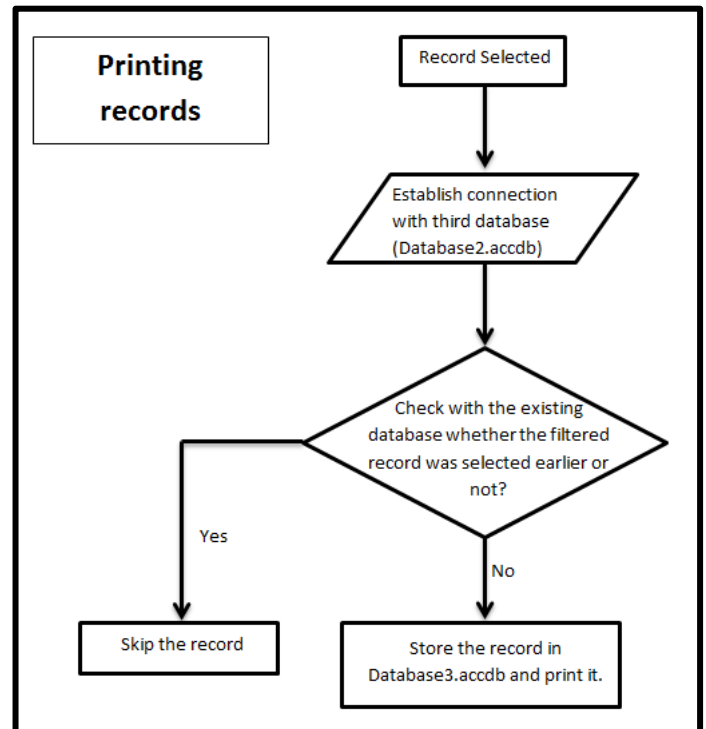 Printing
records
Record Selected
Establish connection
with third database
(Database2.accdb)
Check with the existing
database whether the filtered
record was selected earlier or
not?
Yes
No
Skip the record
Store the record in
Database3.accdb and print it.